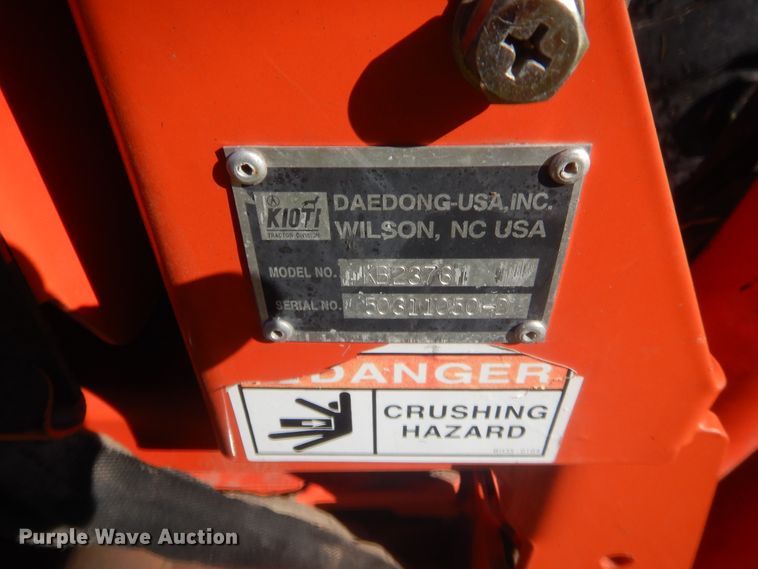 KIOTI
TRACTOR DIVISION
DAEDONG-USA, INC.
WILSON, NC USA
MODEL NO.
SERIAL NO.
DANGER
CRUSHING
HAZARD
Purple Wave Auction